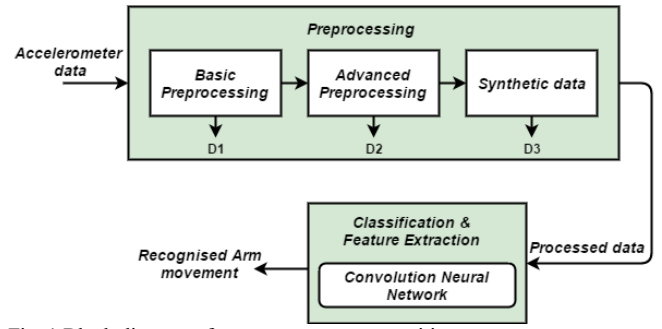 Preprocessing
Accelerometer
data
Basic
Preprocessing
Advanced
Preprocessing
Synthetic data
D1
D2
D3
Classification &
Feature Extraction
Convolution Neural
Network
Processed data
Recognised Arm
movement